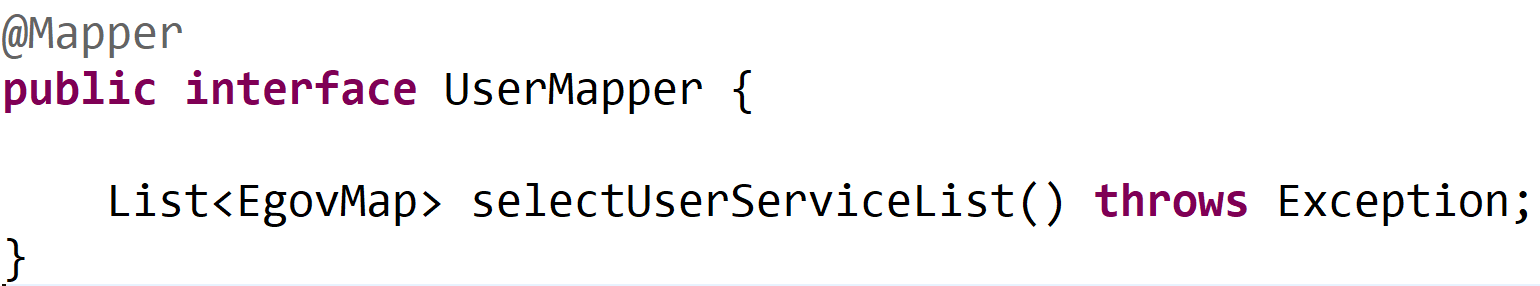 @Mapper
public interface UserMapper {
List<EgovMap> selectUserServiceList() throws Exception;
}